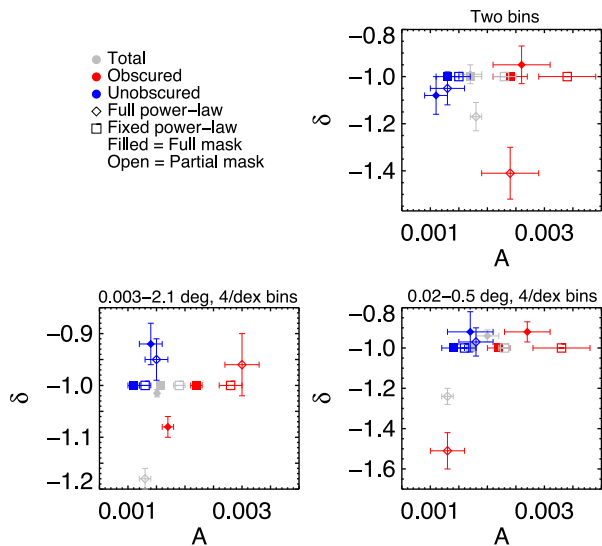 Total
Obscured
Unobscured
Full power−law
Fixed power−law
Filled = Full mask
Open = Partial mask
Two bins
−0.8
−1.0
−1.2
−1.4
δ
0.001
0.003
A
0.003−2.1 deg, 4/dex bins
−0.9
−1.0
−1.1
−1.2
δ
0.001
0.003
A
0.02−0.5 deg, 4/dex bins
−0.8
−1.0
−1.2
−1.4
−1.6
δ
0.001
0.003
A